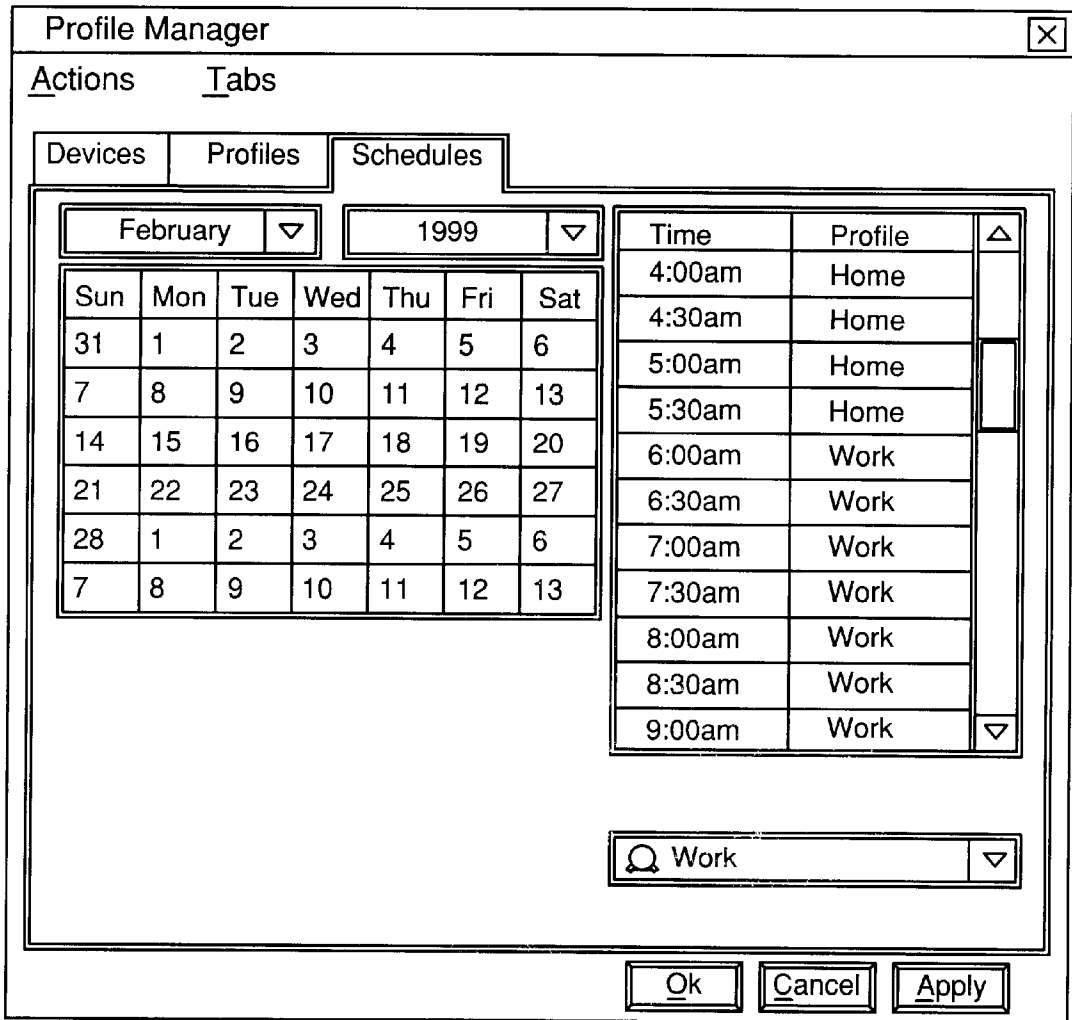 Profile Manager
Actions Tabs
Devices Profiles Schedules
February 1999
Sun Mon Tue Wed Thu Fri Sat
31 1 2 3 4 5 6
7 8 9 10 11 12 13
14 15 16 17 18 19 20
21 22 23 24 25 26 27
28 1 2 3 4 5 6
7 8 9 10 11 12 13
Time Profile
4:00am Home
4:30am Home
5:00am Home
5:30am Home
6:00am Work
6:30am Work
7:00am Work
7:30am Work
8:00am Work
8:30am Work
9:00am Work
Work
Ok Cancel Apply